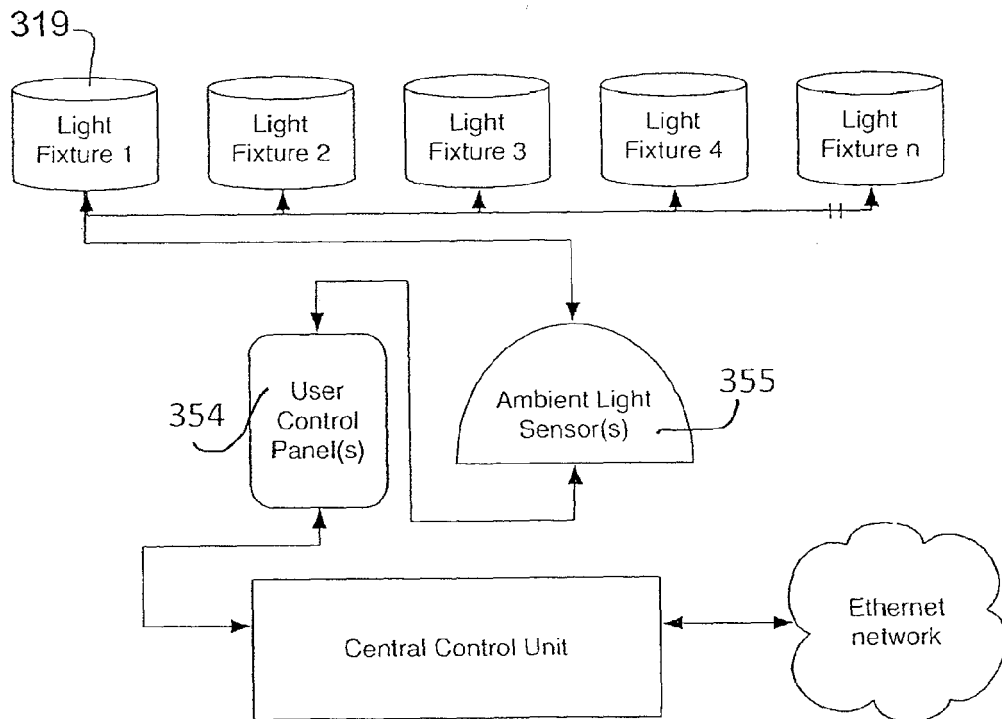 319
Light
Fixture 1
Light
Fixture 2
Light
Fixture 3
Light
Fixture 4
Light
Fixture n
354
User
Control
Panel(s)
Ambient Light
Sensor(s)
355
Central Control Unit
Ethernet
network